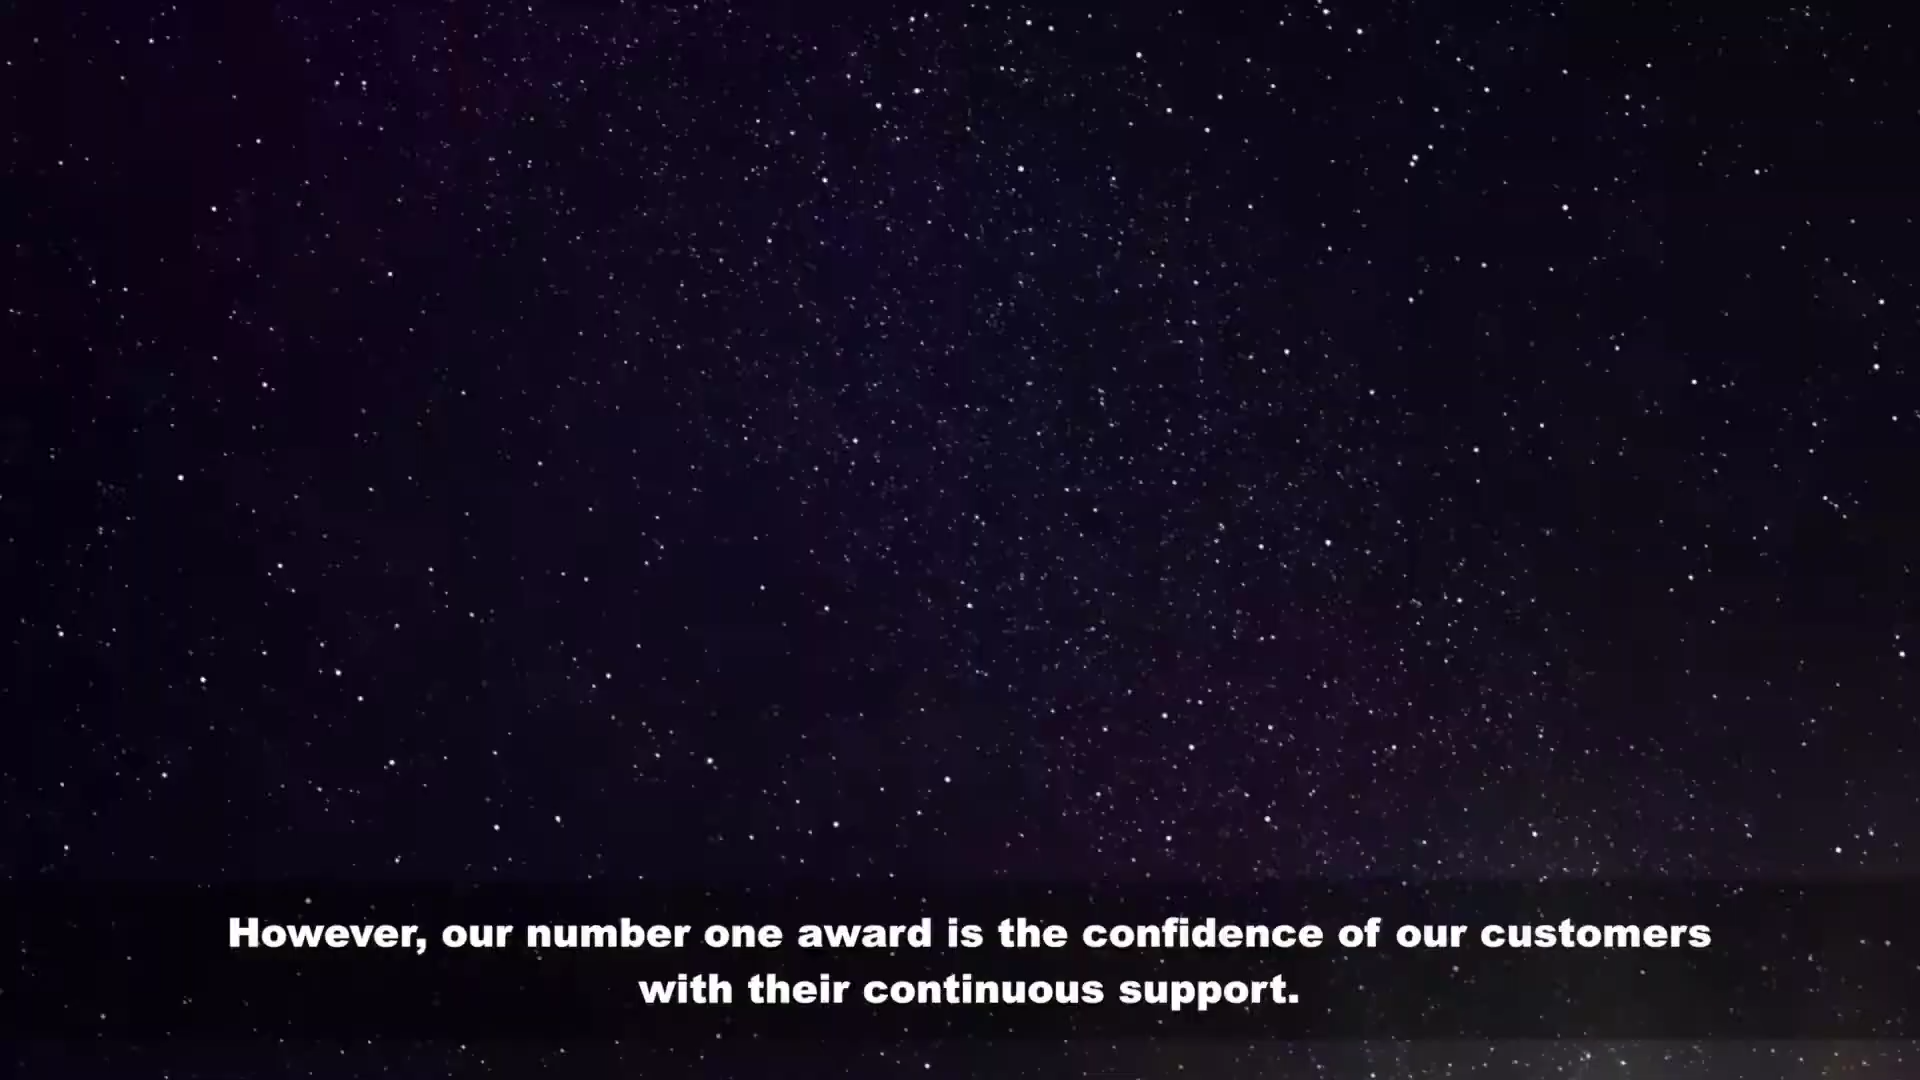 However, our number one award is the confidence of our customers
with their continuous support.